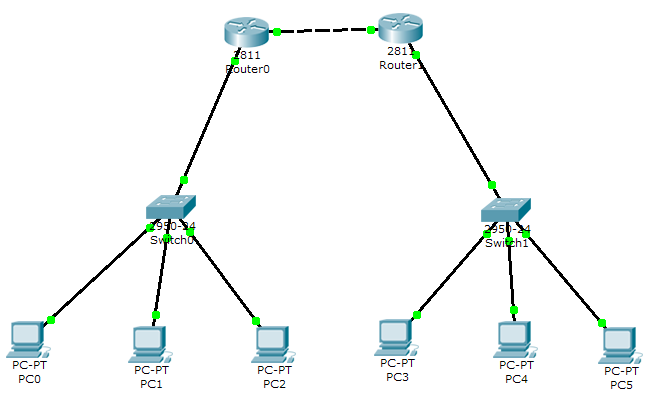 2811
Router0
2811
Router1
2950-24
Switch0
2950-24
Switch1
PC-PT
PC0
PC-PT
PC1
PC-PT
PC2
PC-PT
PC3
PC-PT
PC4
PC-PT
PC5